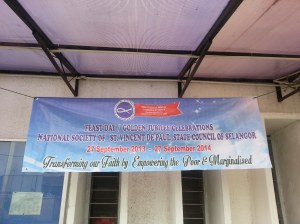 FEAST DAY / GOLDEN JUBILEE CELEBRATIONS
NATIONAL SOCIETY OF ST. VINCENT DE PAUL, STATE COUNCIL OF SELANGOR
27 September 2013 - 27 September 2014
Transforming our Faith by Empowering the Poor & Marginalised